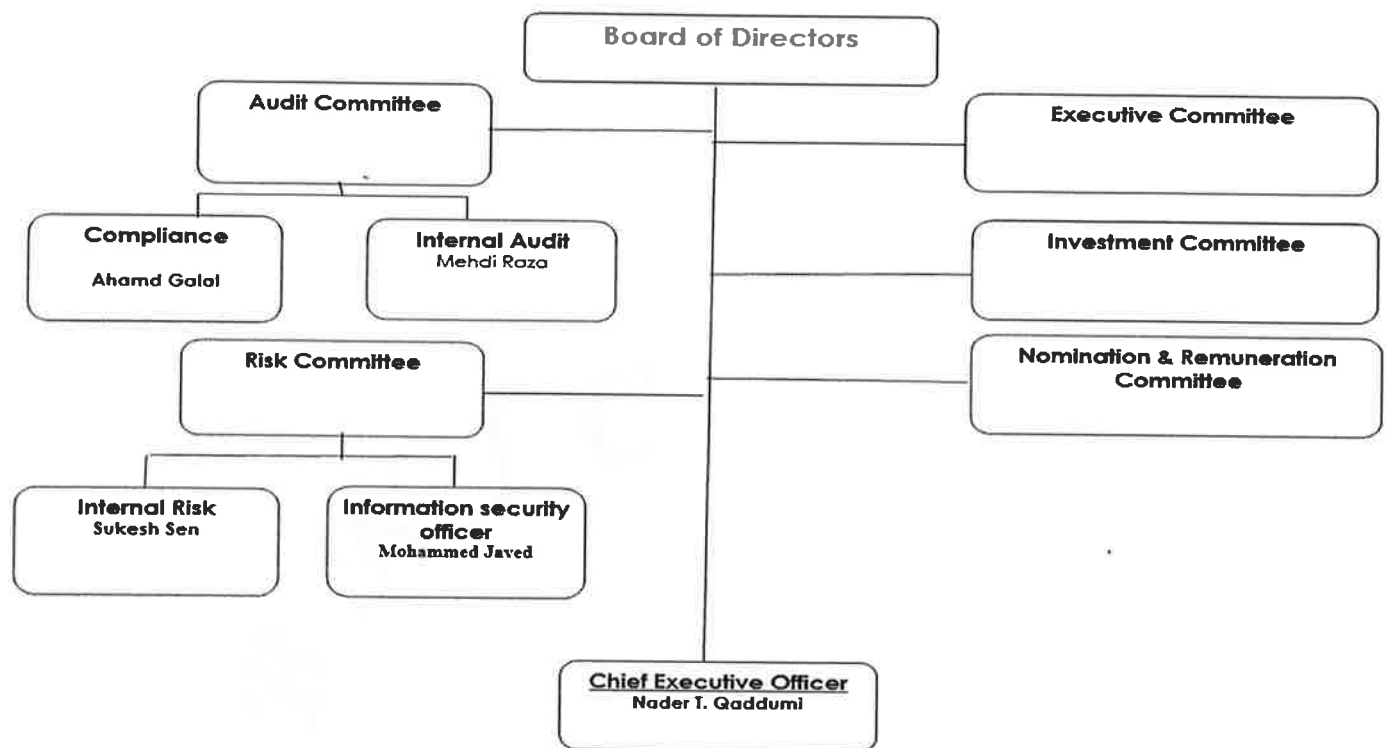 Board of Directors
Audit Committee
Executive Committee
Compliance
Ahamd Galal
Internal Audit
Mehdi Raza
Investment Committee
Risk Committee
Nomination & Remuneration
Committee
Internal Risk
Sukesh Sen
Information security
officer
Mohammed Javed
Chief Executive Officer
Nader T. Qaddumi